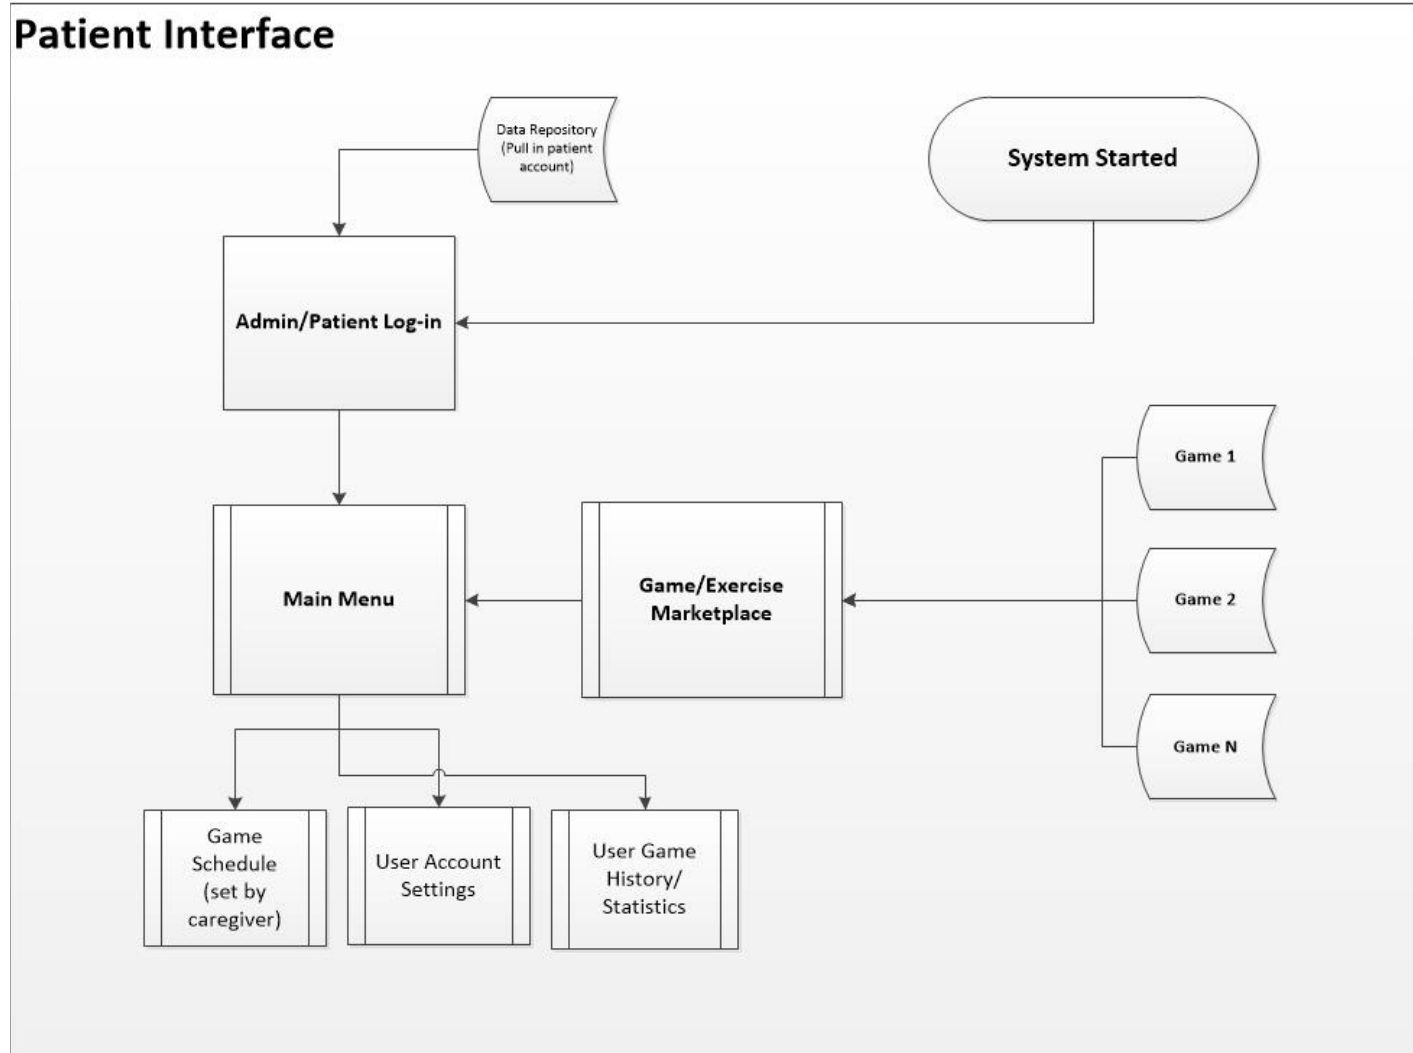 Patient Interface
Data Repository
(Pull in patient
account)
System Started
Admin/Patient Log-in
Game 1
Main Menu
Game/Exercise
Marketplace
Game 2
Game N
Game
Schedule
(set by
caregiver)
User Account
Settings
User Game
History/
Statistics